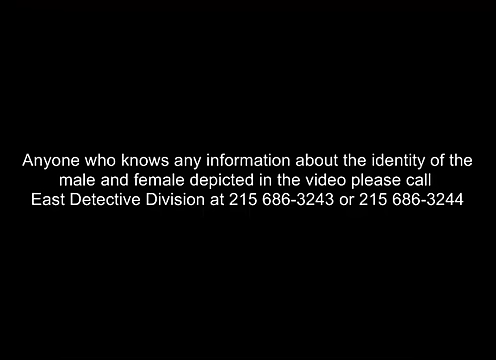 Anyone who knows any information about the identity of the
male and female depicted in the video please call
East Detective Division at 215 686-3243 or 215 686-3244